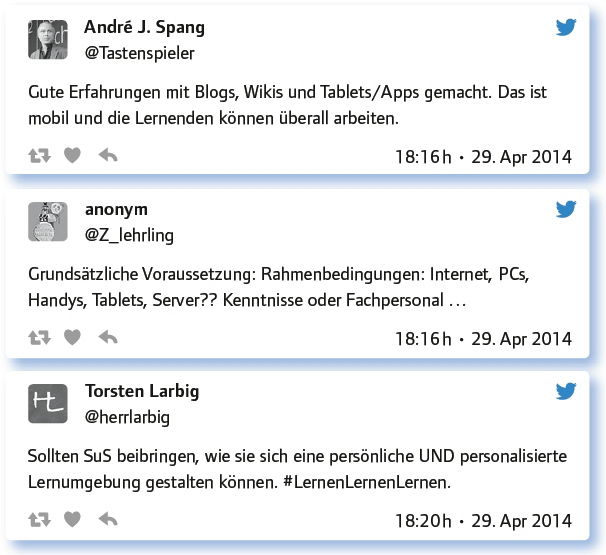 André J. Spang
@Tastenspieler
Gute Erfahrungen mit Blogs, Wikis und Tablets/Apps gemacht. Das ist
mobil und die Lernenden können überall arbeiten.
18:16 h • 29. Apr 2014
anonym
@Z_lehrling
Grundsätzliche Voraussetzung: Rahmenbedingungen: Internet, PCs,
Handys, Tablets, Server?? Kenntnisse oder Fachpersonal …
18:16 h • 29. Apr 2014
Torsten Larbig
@herrlarbig
Sollten SuS beibringen, wie sie sich eine persönliche UND personalisierte
Lernumgebung gestalten können. #LernenLernenLernen.
18:20 h • 29. Apr 2014